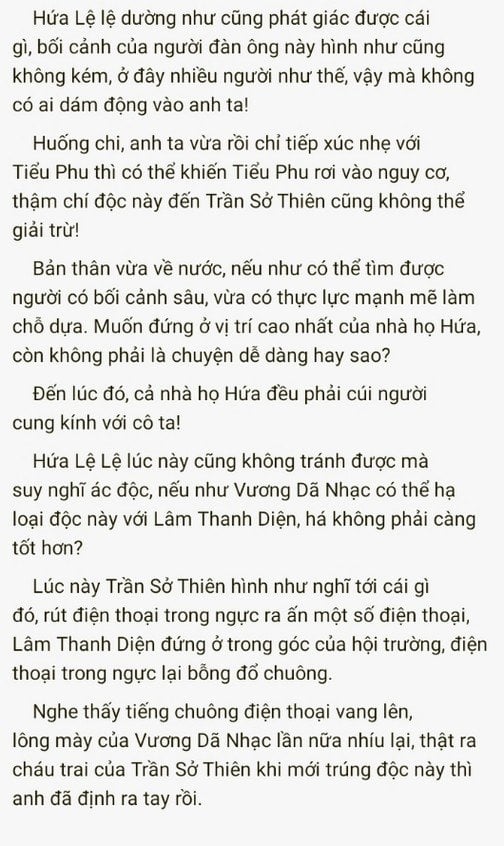 Hứa Lệ lệ dường như cũng phát giác được cái
gì, bối cảnh của người đàn ông này hình như cũng
không kém, ở đây nhiều người như thế, vậy mà không
có ai dám động vào anh ta!
Huống chi, anh ta vừa rồi chỉ tiếp xúc nhẹ với
Tiểu Phu thì có thể khiến Tiểu Phu rơi vào nguy cơ,
thậm chí độc này đến Trần Sở Thiên cũng không thể
giải trừ!
Bản thân vừa về nước, nếu như có thể tìm được
người có bối cảnh sâu, vừa có thực lực mạnh mẽ làm
chỗ dựa. Muốn đứng ở vị trí cao nhất của nhà họ Hứa,
còn không phải là chuyện dễ dàng hay sao?
Đến lúc đó, cả nhà họ Hứa đều phải cúi người
cung kính với cô ta!
Hứa Lệ Lệ lúc này cũng không tránh được mà
suy nghĩ ác độc, nếu như Vương Dã Nhạc có thể hạ
loại độc này với Lâm Thanh Diện, há không phải càng
tốt hơn?
Lúc này Trần Sở Thiên hình như nghĩ tới cái gì
đó, rút điện thoại trong ngực ra ấn một số điện thoại,
Lâm Thanh Diện đứng ở trong góc của hội trường, điện
thoại trong ngực lại bỗng đổ chuông.
Nghe thấy tiếng chuông điện thoại vang lên,
lông mày của Vương Dã Nhạc lần nữa nhíu lại, thật ra
cháu trai của Trần Sở Thiên khi mới trúng độc này thì
anh đã định ra tay rồi.